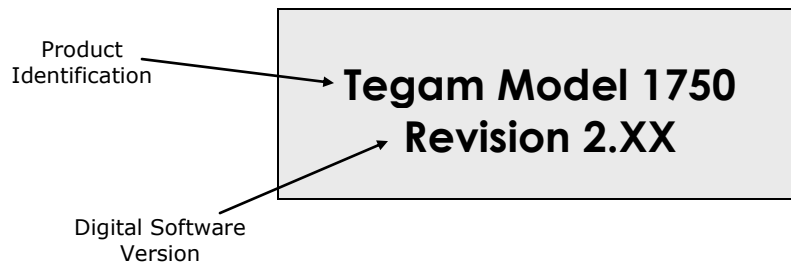 Product
Identification
Tegam Model 1750
Revision 2.XX
Digital Software
Version